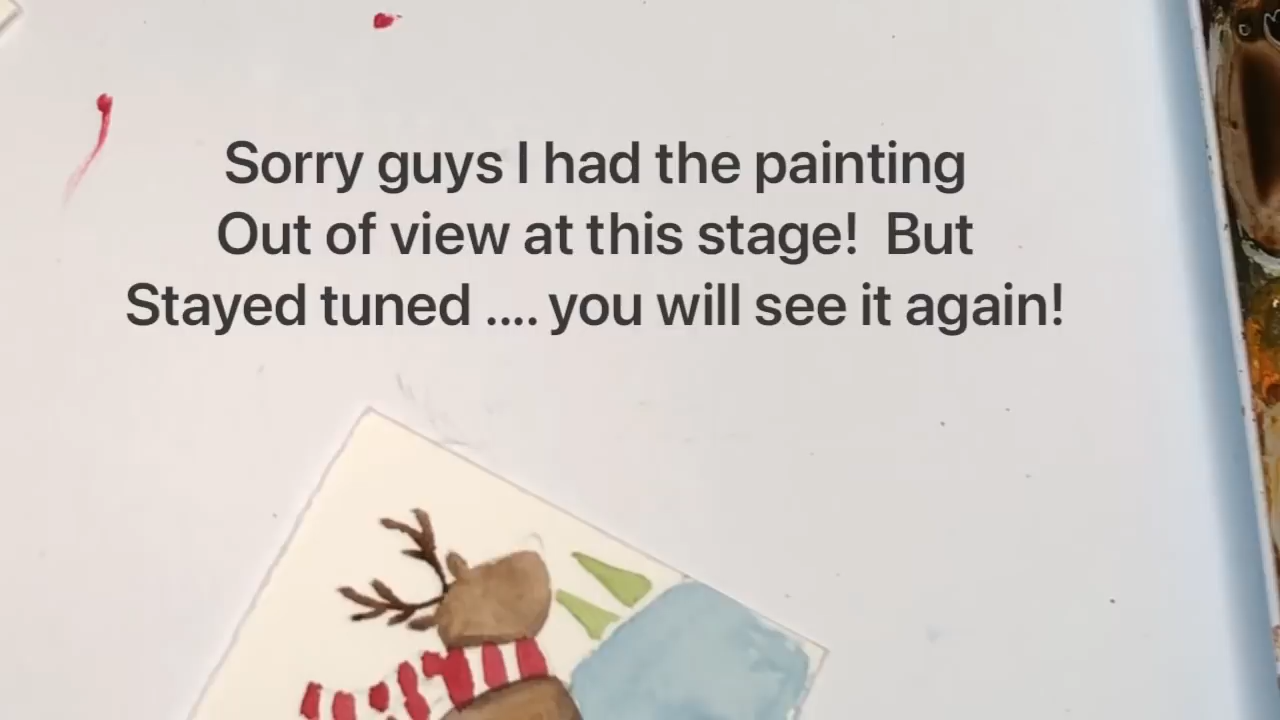 Sorry guys I had the painting
Out of view at this stage!  But
Stayed tuned .... you will see it again!